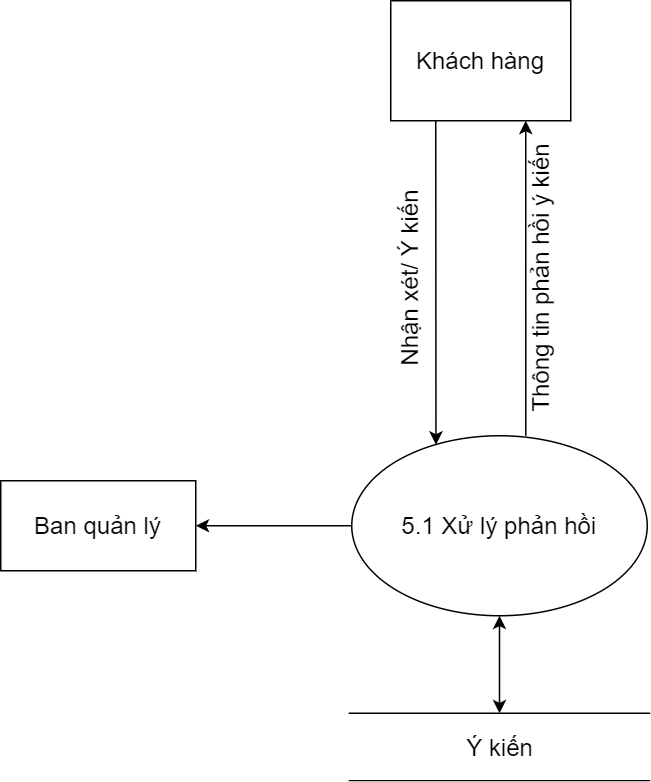 Khách hàng
Nhận xét/ Ý kiến
Thông tin phản hồi ý kiến
Ban quản lý
5.1 Xử lý phản hồi
Ý kiến